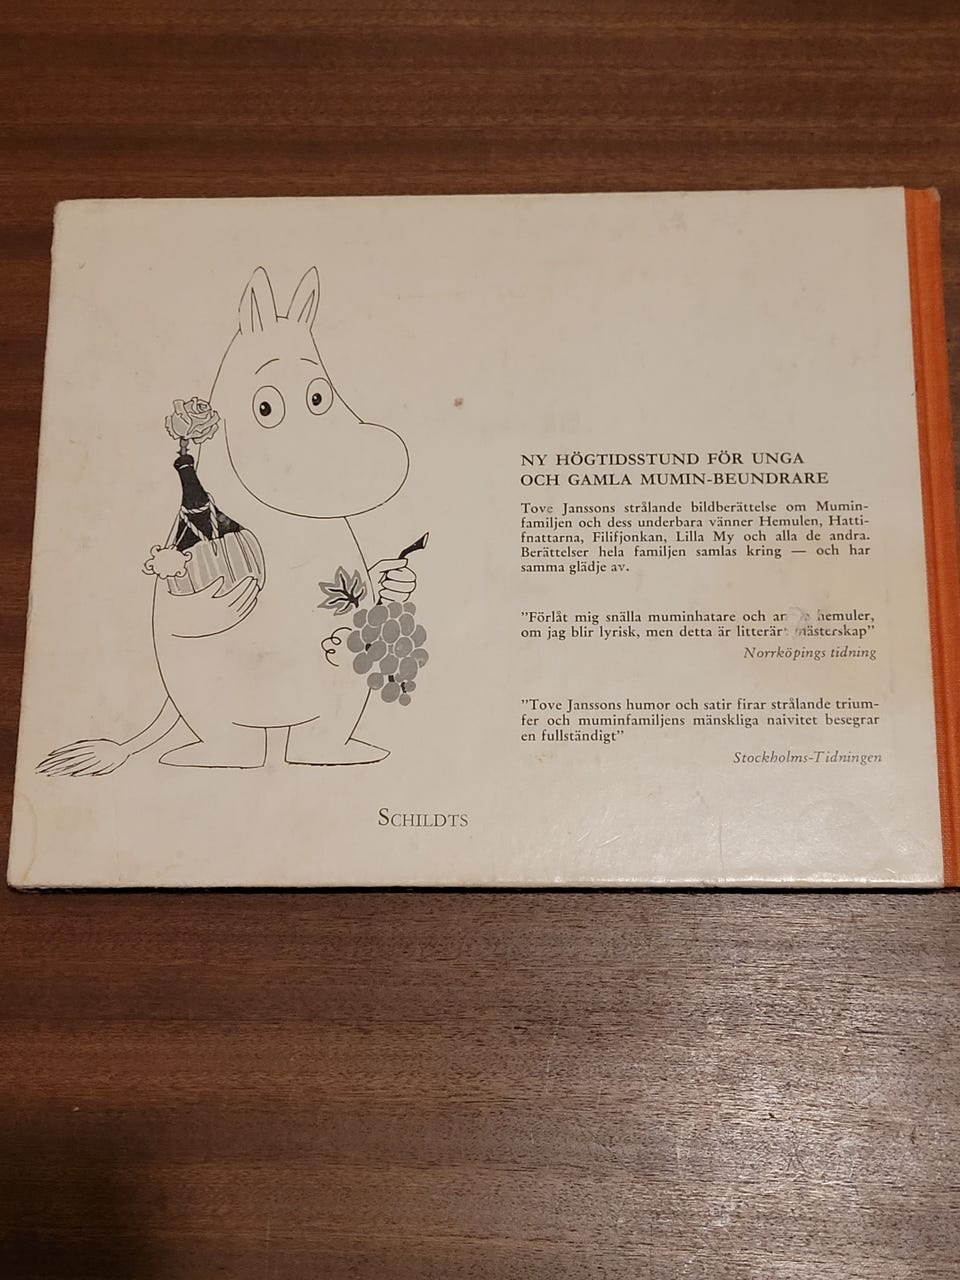 NY HÖGTIDSSTUND FÖR UNGA
OCH GAMLA MUMIN-BEUNDRARE
Tove Janssons strålande bildberättelse om Mumin-
familjen och dess underbara vänner Hemulen, Hatti-
fnattarna, Filifjonkan, Lilla My och alla de andra.
Berättelser hela familjen samlas kring — och har
samma glädje av.
"Förlåt mig snälla muminhatare och hemuler,
om jag blir lyrisk, men detta är litterärt mästerskap"
Norrköpings tidning
"Tove Janssons humor och satir firar strålande trium-
fer och muminfamiljens mänskliga naivitet besegrar
en fullständigt"
Stockholms-Tidningen
SCHILDTS